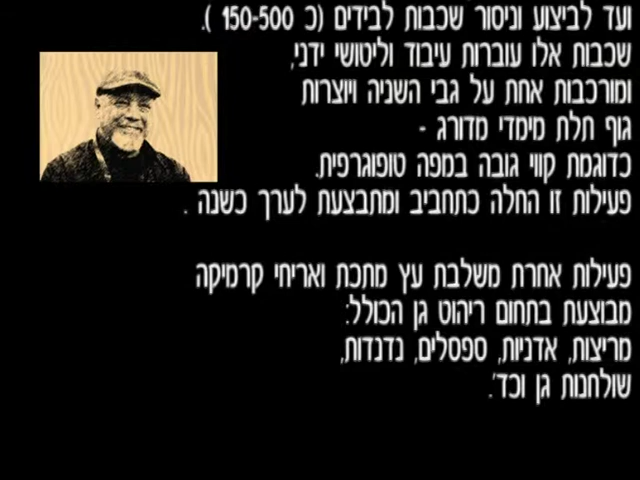 ועד לביצוע וניסור שכבות לבידים (כ 150-500 ).
שכבות אלו עוברות עיבוד וליטושי ידני,
ומורכבות אחת על גבי השניה ויוצרות
גוף תלת מימדי מדורג -
כדוגמת קווי גובה במפה טופוגרפית.
פעילות זו החלה כתחביב ומתבצעת לערך כשנה .
פעילות אחרת משלבת עץ מתכת ואריחי קרמיקה
מבוצעת בתחום ריהוט גן הכולל:
מריצות, אדניות, ספסלים, נדנדות,
שולחנות גן וכד'.